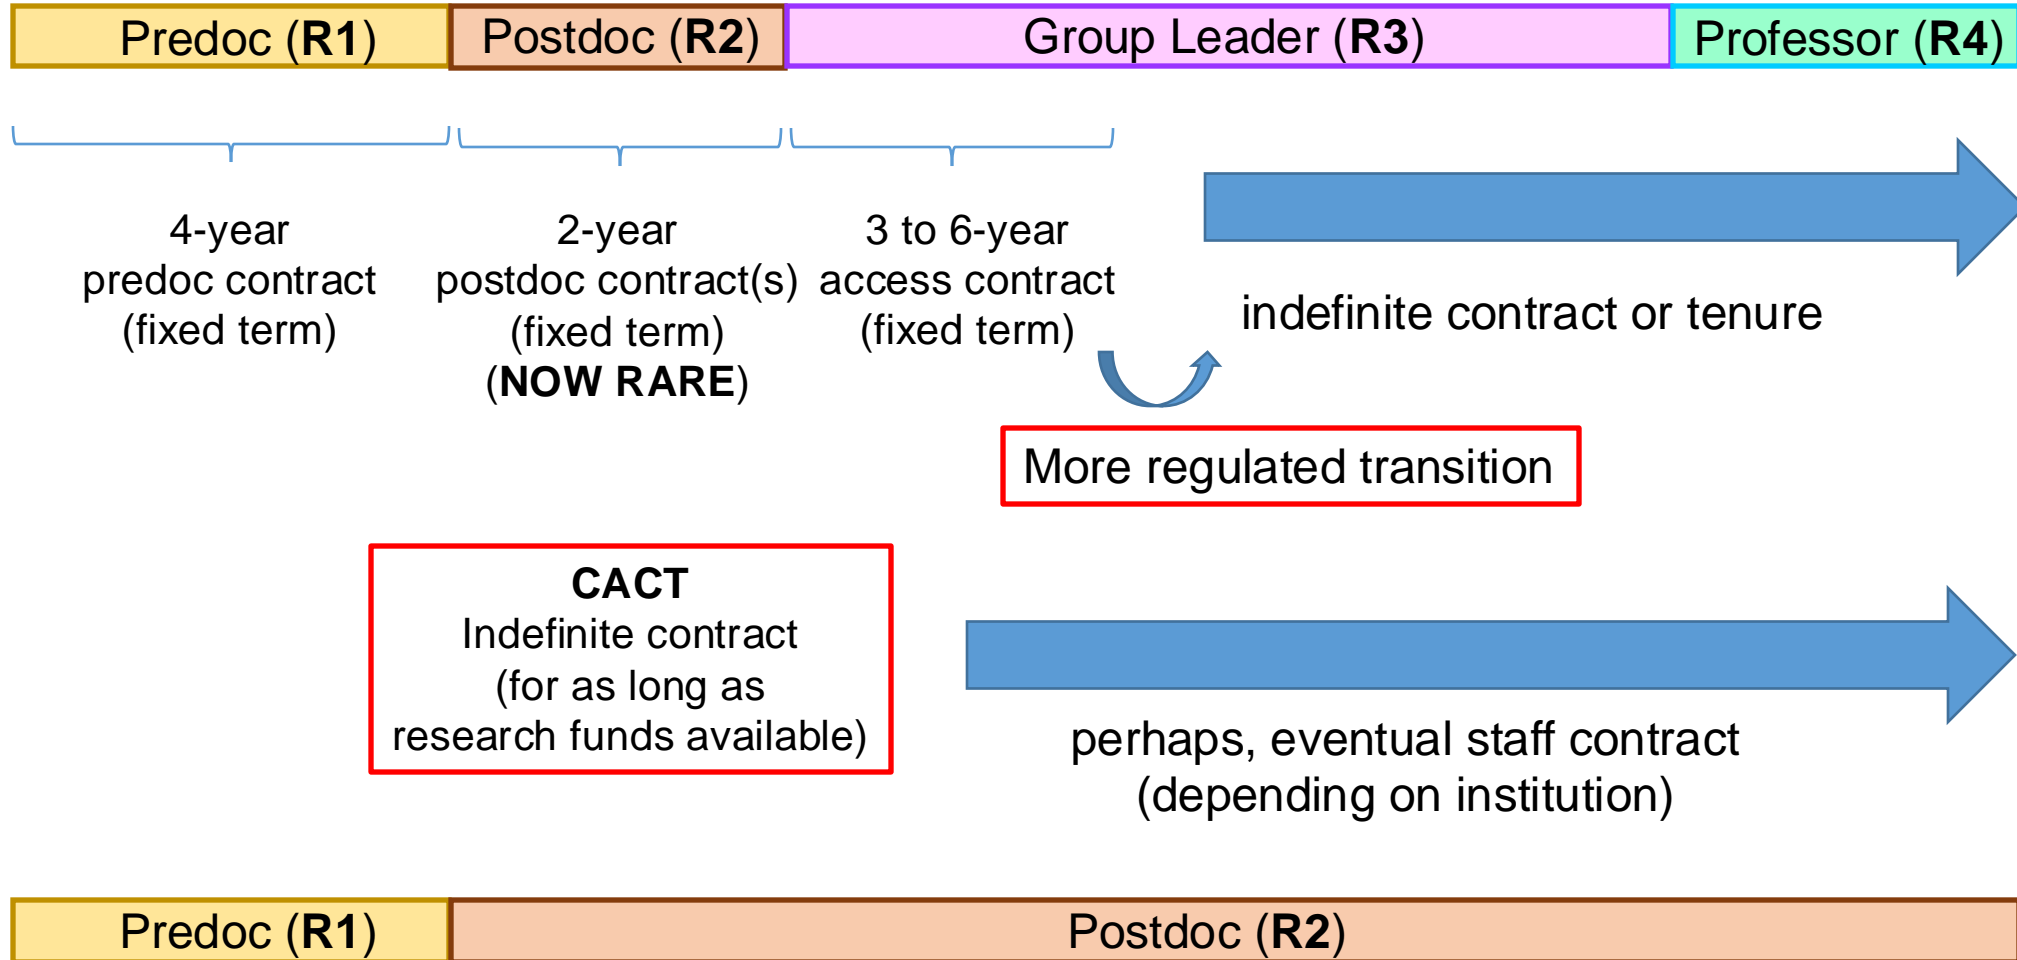 Predoc (R1)
Postdoc (R2)
Group Leader (R3)
Professor (R4)
4-year
predoc contract
(fixed term)
2-year
postdoc contract(s)
(fixed term)
(NOW RARE)
3 to 6-year
access contract
(fixed term)
indefinite contract or tenure
More regulated transition
CACT
Indefinite contract
(for as long as
research funds available)
perhaps, eventual staff contract
(depending on institution)
Predoc (R1)
Postdoc (R2)